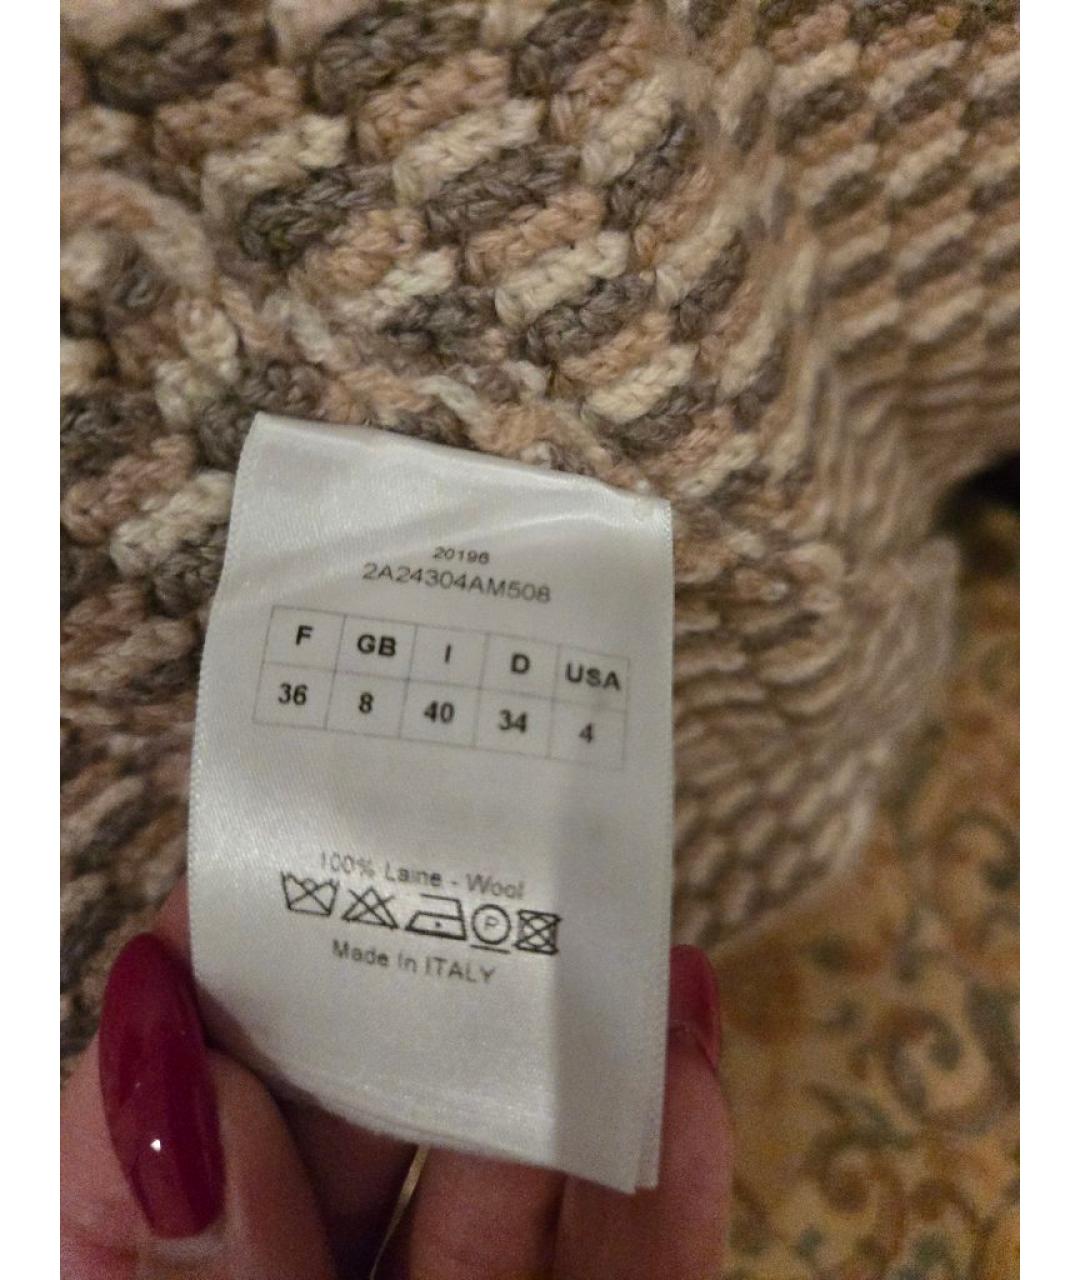 20196
2A24304AM508
F GB I D USA
36 8 40 34 4
100% Laine - Wool
P
Made in ITALY